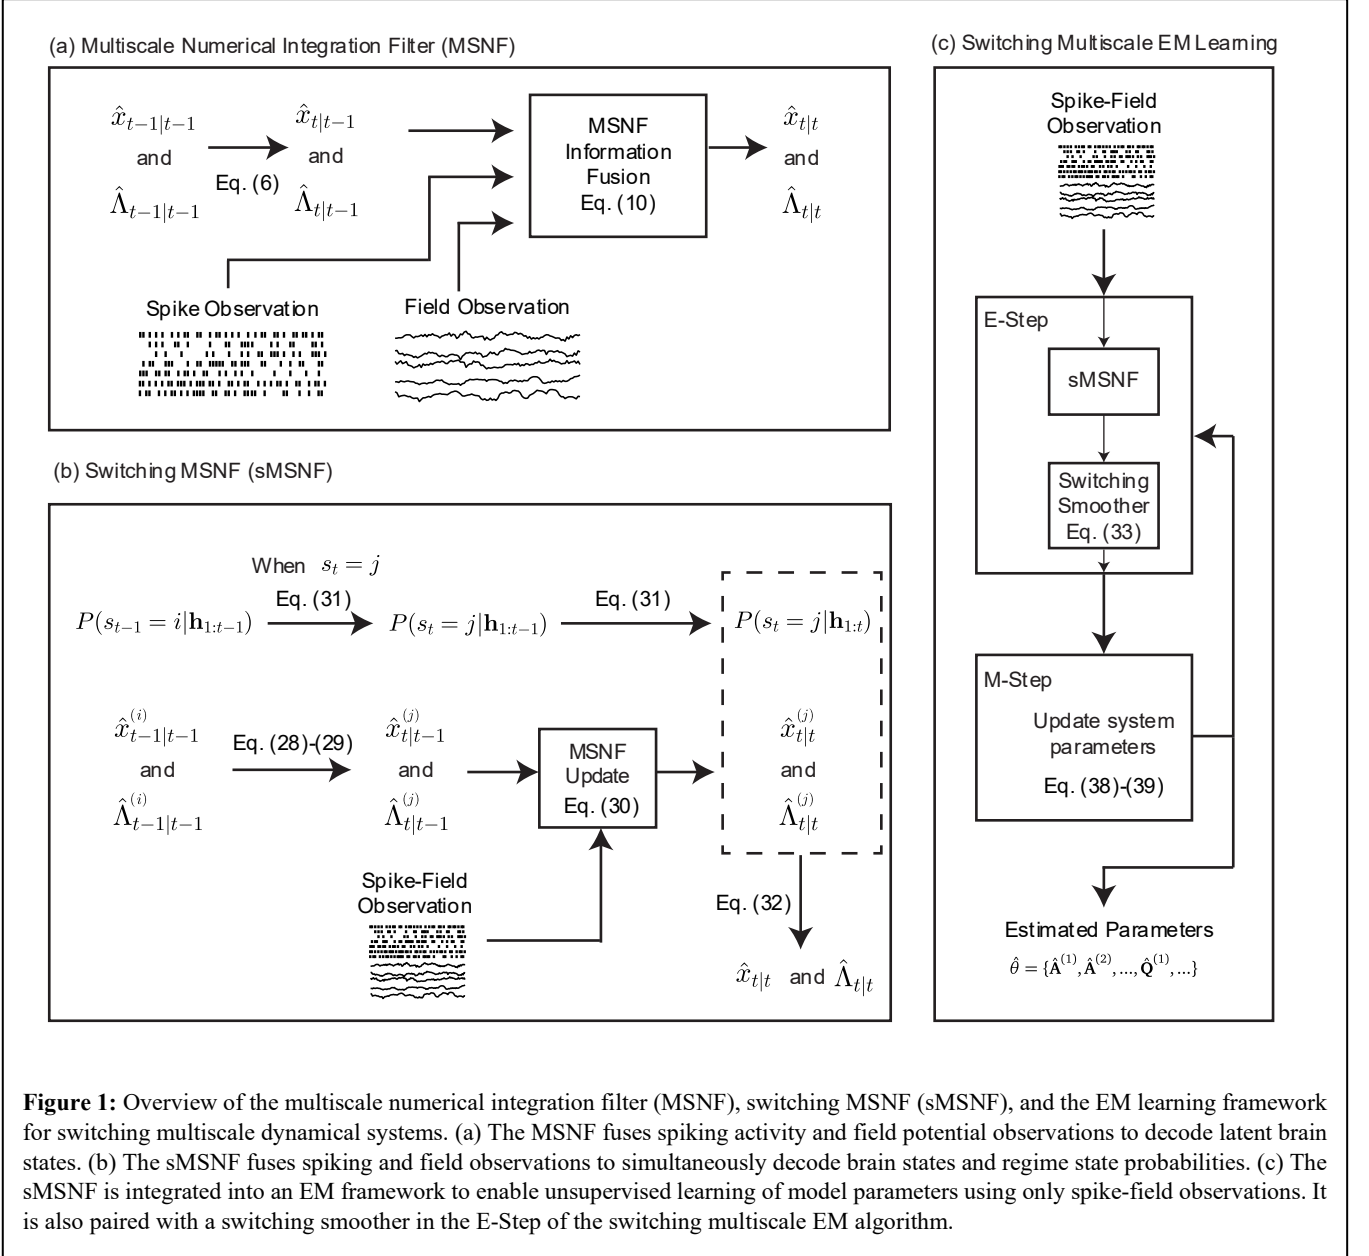 (a) Multiscale Numerical Integration Filter (MSNF)
x̂_{t−1|t−1}
and
Λ̂_{t−1|t−1}
Eq. (6)
x̂_{t|t−1}
and
Λ̂_{t|t−1}
MSNF
Information
Fusion
Eq. (10)
x̂_{t|t}
and
Λ̂_{t|t}
Spike Observation
Field Observation
(b) Switching MSNF (sMSNF)
When s_t = j
P(s_{t−1} = i|h_{1:t−1})
Eq. (31)
P(s_t = j|h_{1:t−1})
Eq. (31)
P(s_t = j|h_{1:t})
x̂^{(i)}_{t−1|t−1}
and
Λ̂^{(i)}_{t−1|t−1}
Eq. (28)-(29)
x̂^{(j)}_{t|t−1}
and
Λ̂^{(j)}_{t|t−1}
MSNF
Update
Eq. (30)
x̂^{(j)}_{t|t}
and
Λ̂^{(j)}_{t|t}
Spike-Field
Observation
Eq. (32)
x̂_{t|t} and Λ̂_{t|t}
(c) Switching Multiscale EM Learning
Spike-Field
Observation
E-Step
sMSNF
Switching
Smoother
Eq. (33)
M-Step
Update system
parameters
Eq. (38)-(39)
Estimated Parameters
θ̂ = {Â^{(1)}, Â^{(2)}, ..., Q̂^{(1)}, ...}
Figure 1: Overview of the multiscale numerical integration filter (MSNF), switching MSNF (sMSNF), and the EM learning framework
for switching multiscale dynamical systems. (a) The MSNF fuses spiking activity and field potential observations to decode latent brain
states. (b) The sMSNF fuses spiking and field observations to simultaneously decode brain states and regime state probabilities. (c) The
sMSNF is integrated into an EM framework to enable unsupervised learning of model parameters using only spike-field observations. It
is also paired with a switching smoother in the E-Step of the switching multiscale EM algorithm.